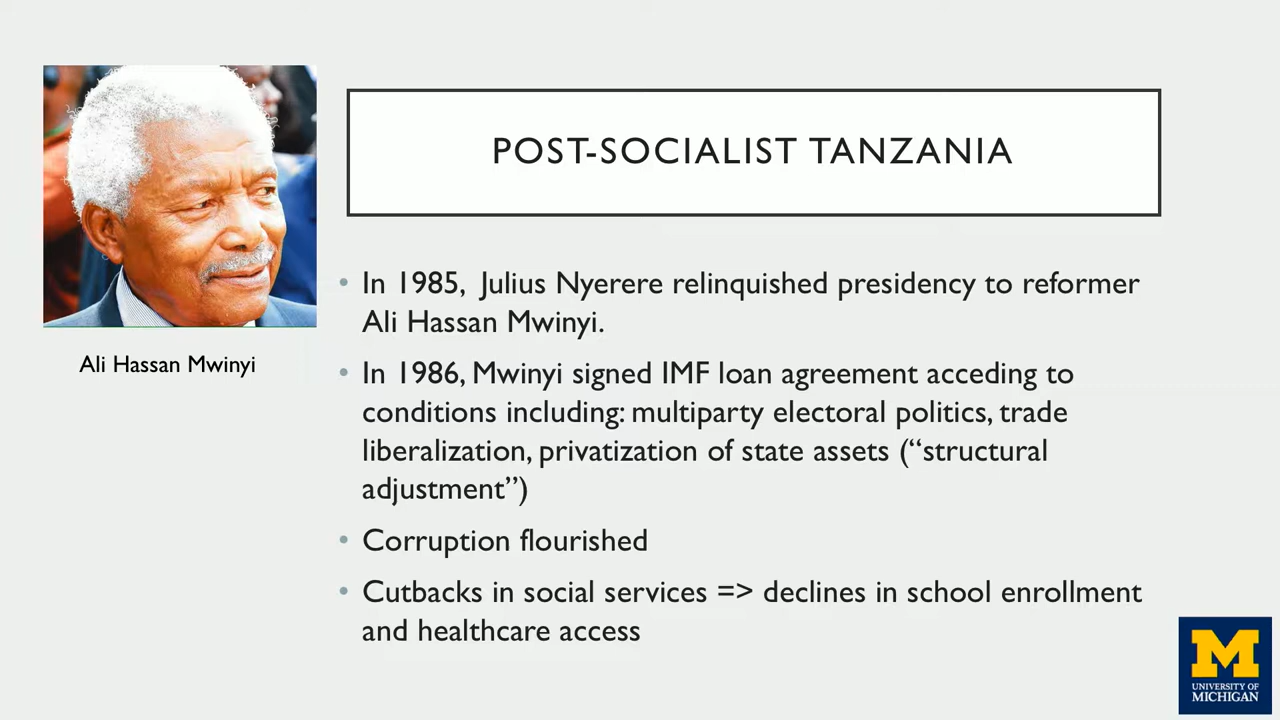 POST-SOCIALIST TANZANIA
Ali Hassan Mwinyi
• In 1985, Julius Nyerere relinquished presidency to reformer
Ali Hassan Mwinyi.
• In 1986, Mwinyi signed IMF loan agreement acceding to
conditions including: multiparty electoral politics, trade
liberalization, privatization of state assets (“structural
adjustment”)
• Corruption flourished
• Cutbacks in social services => declines in school enrollment
and healthcare access
M
UNIVERSITY OF
MICHIGAN